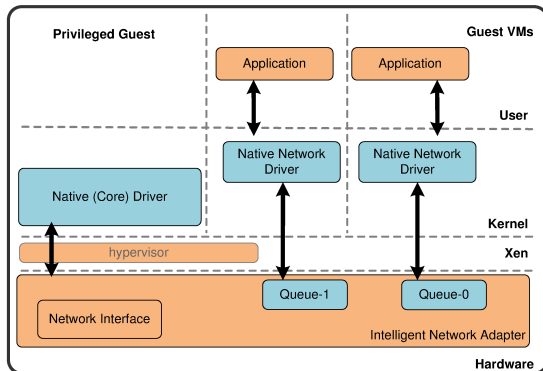 Privileged Guest
Guest VMs
Application
Application
User
Native Network
Driver
Native Network
Driver
Native (Core) Driver
Kernel
hypervisor
Xen
Queue-1
Queue-0
Network Interface
Intelligent Network Adapter
Hardware